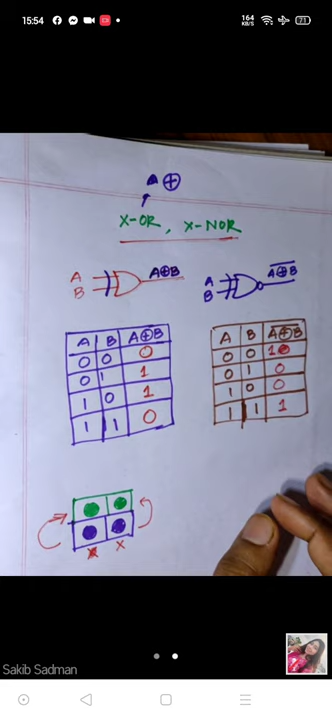 15:54
164 KB/S
71
A ⊕
X-OR, X-NOR
A
B
A⊕B
A
B
A⊕B
A B A⊕B
0 0 0
0 1 1
1 0 1
1 1 0
A B A⊕B
0 0 1
0 1 0
1 0 0
1 1 1
x x
Sakib Sadman